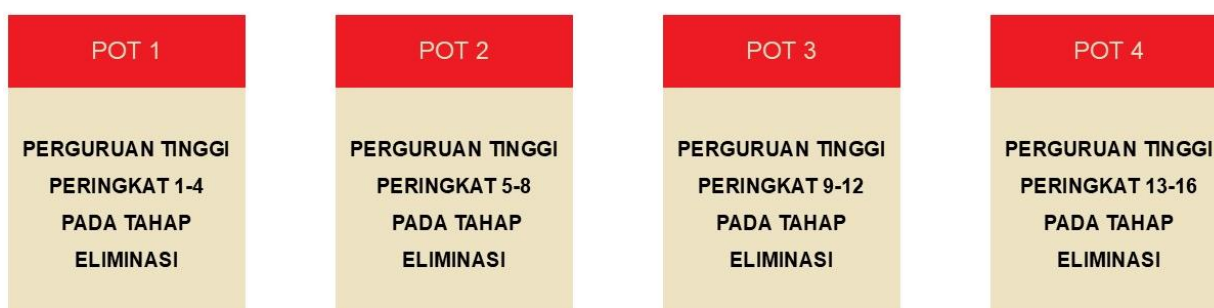 POT 1
PERGURUAN TINGGI
PERINGKAT 1-4
PADA TAHAP
ELIMINASI
POT 2
PERGURUAN TINGGI
PERINGKAT 5-8
PADA TAHAP
ELIMINASI
POT 3
PERGURUAN TINGGI
PERINGKAT 9-12
PADA TAHAP
ELIMINASI
POT 4
PERGURUAN TINGGI
PERINGKAT 13-16
PADA TAHAP
ELIMINASI